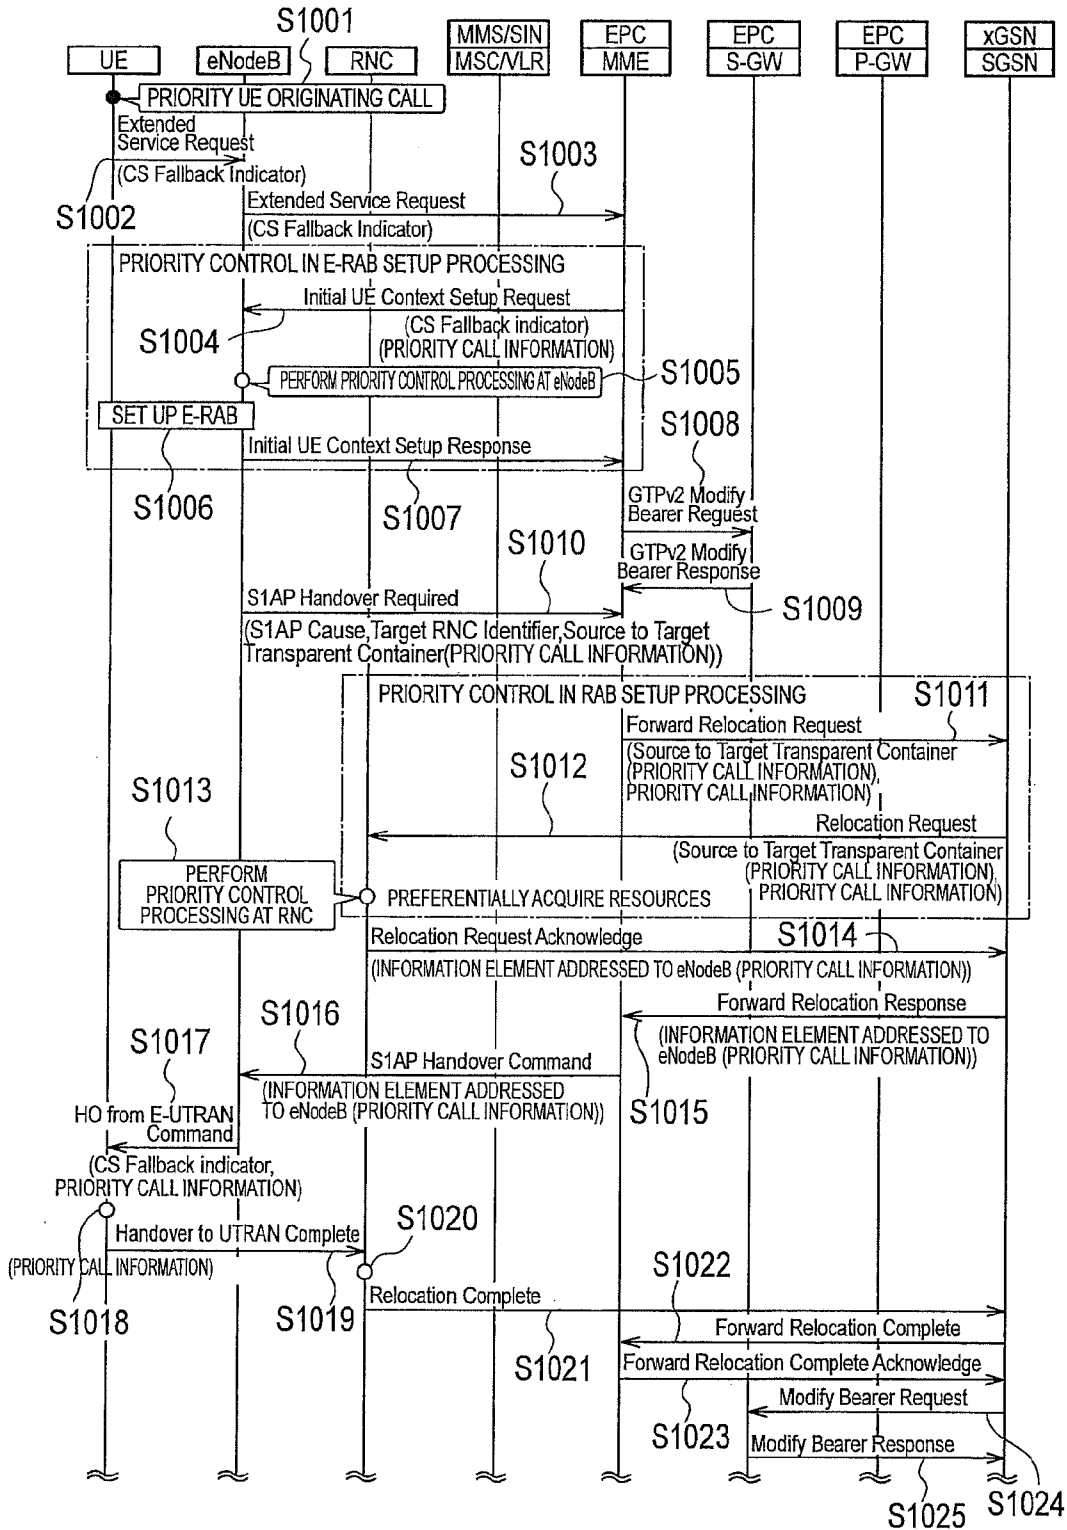 S1001
UE
eNodeB
RNC
MMS/SIN
MSC/VLR
EPC
MME
EPC
S-GW
EPC
P-GW
xGSN
SGSN
PRIORITY UE ORIGINATING CALL
Extended
Service Request
(CS Fallback Indicator)
S1002
S1003
Extended Service Request
(CS Fallback Indicator)
PRIORITY CONTROL IN E-RAB SETUP PROCESSING
Initial UE Context Setup Request
S1004
(CS Fallback indicator)
(PRIORITY CALL INFORMATION)
PERFORM PRIORITY CONTROL PROCESSING AT eNodeB
S1005
SET UP E-RAB
S1006
Initial UE Context Setup Response
S1007
S1008
GTPv2 Modify
Bearer Request
S1010
GTPv2 Modify
Bearer Response
S1009
S1AP Handover Required
(S1AP Cause,Target RNC Identifier,Source to Target
Transparent Container(PRIORITY CALL INFORMATION))
PRIORITY CONTROL IN RAB SETUP PROCESSING
S1011
Forward Relocation Request
(Source to Target Transparent Container
(PRIORITY CALL INFORMATION),
PRIORITY CALL INFORMATION)
S1012
S1013
Relocation Request
(Source to Target Transparent Container
(PRIORITY CALL INFORMATION),
PRIORITY CALL INFORMATION)
PERFORM
PRIORITY CONTROL
PROCESSING AT RNC
PREFERENTIALLY ACQUIRE RESOURCES
Relocation Request Acknowledge
S1014
(INFORMATION ELEMENT ADDRESSED TO eNodeB (PRIORITY CALL INFORMATION))
Forward Relocation Response
S1016
(INFORMATION ELEMENT ADDRESSED TO
eNodeB (PRIORITY CALL INFORMATION))
S1017
S1AP Handover Command
(INFORMATION ELEMENT ADDRESSED
TO eNodeB (PRIORITY CALL INFORMATION))
S1015
HO from E-UTRAN
Command
(CS Fallback indicator,
PRIORITY CALL INFORMATION)
Handover to UTRAN Complete
(PRIORITY CALL INFORMATION)
S1018
S1019
S1020
Relocation Complete
S1022
S1021
Forward Relocation Complete
Forward Relocation Complete Acknowledge
S1023
Modify Bearer Request
Modify Bearer Response
S1024
S1025